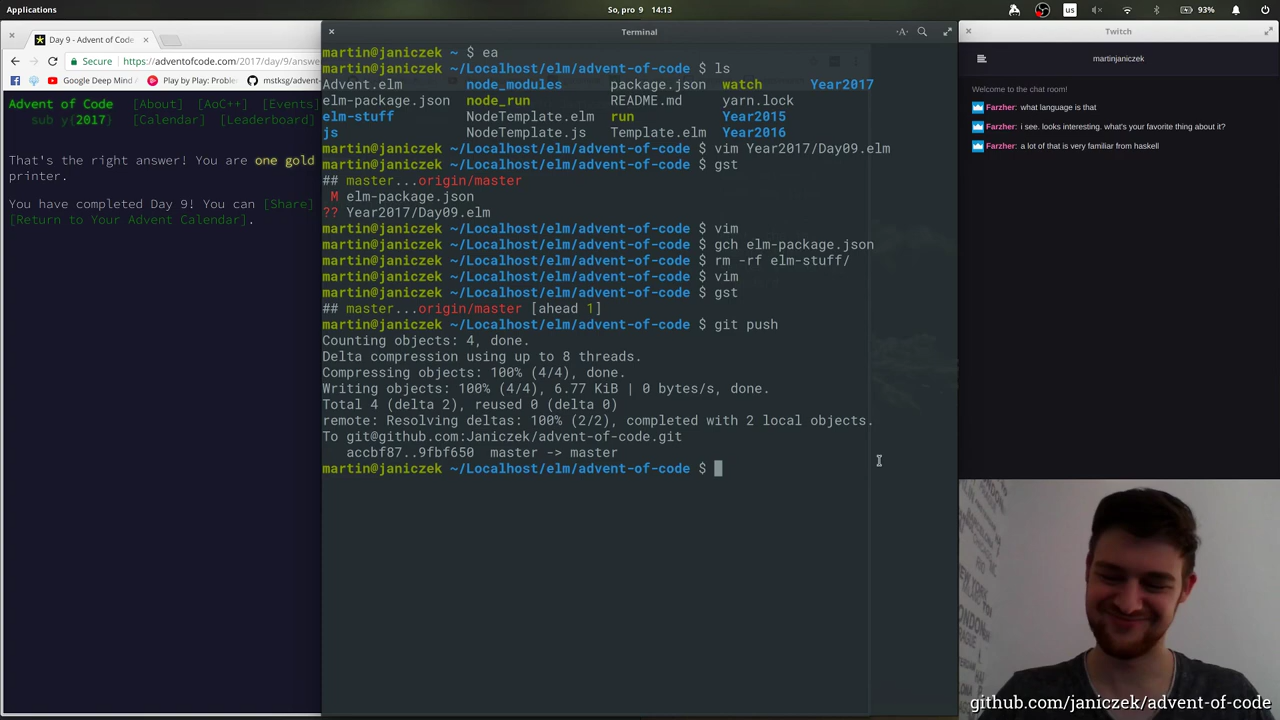 Applications
So, pro 9 14:13
us
93%
Day 9 - Advent of Code
Secure
https://adventofcode.com/2017/day/9/answer
Google Deep Mind
Play by Play: Proble
mstksg/advent-
Advent of Code [About] [AoC++] [Events]
sub y{2017} [Calendar] [Leaderboard]
That's the right answer! You are one gold
printer.
You have completed Day 9! You can [Share]
[Return to Your Advent Calendar].
Terminal
martin@janiczek ~ $ ea
martin@janiczek ~/Localhost/elm/advent-of-code $ ls
Advent.elm node_modules package.json watch Year2017
elm-package.json node_run README.md yarn.lock
elm-stuff NodeTemplate.elm run Year2015
js NodeTemplate.js Template.elm Year2016
martin@janiczek ~/Localhost/elm/advent-of-code $ vim Year2017/Day09.elm
martin@janiczek ~/Localhost/elm/advent-of-code $ gst
## master...origin/master
M elm-package.json
?? Year2017/Day09.elm
martin@janiczek ~/Localhost/elm/advent-of-code $ vim
martin@janiczek ~/Localhost/elm/advent-of-code $ gch elm-package.json
martin@janiczek ~/Localhost/elm/advent-of-code $ rm -rf elm-stuff/
martin@janiczek ~/Localhost/elm/advent-of-code $ vim
martin@janiczek ~/Localhost/elm/advent-of-code $ gst
## master...origin/master [ahead 1]
martin@janiczek ~/Localhost/elm/advent-of-code $ git push
Counting objects: 4, done.
Delta compression using up to 8 threads.
Compressing objects: 100% (4/4), done.
Writing objects: 100% (4/4), 6.77 KiB | 0 bytes/s, done.
Total 4 (delta 2), reused 0 (delta 0)
remote: Resolving deltas: 100% (2/2), completed with 2 local objects.
To git@github.com:Janiczek/advent-of-code.git
accbf87..9fbf650 master -> master
martin@janiczek ~/Localhost/elm/advent-of-code $
Twitch
martinjaniczek
Welcome to the chat room!
Farzher: what language is that
Farzher: i see. looks interesting. what's your favorite thing about it?
Farzher: a lot of that is very familiar from haskell
github.com/janiczek/advent-of-code